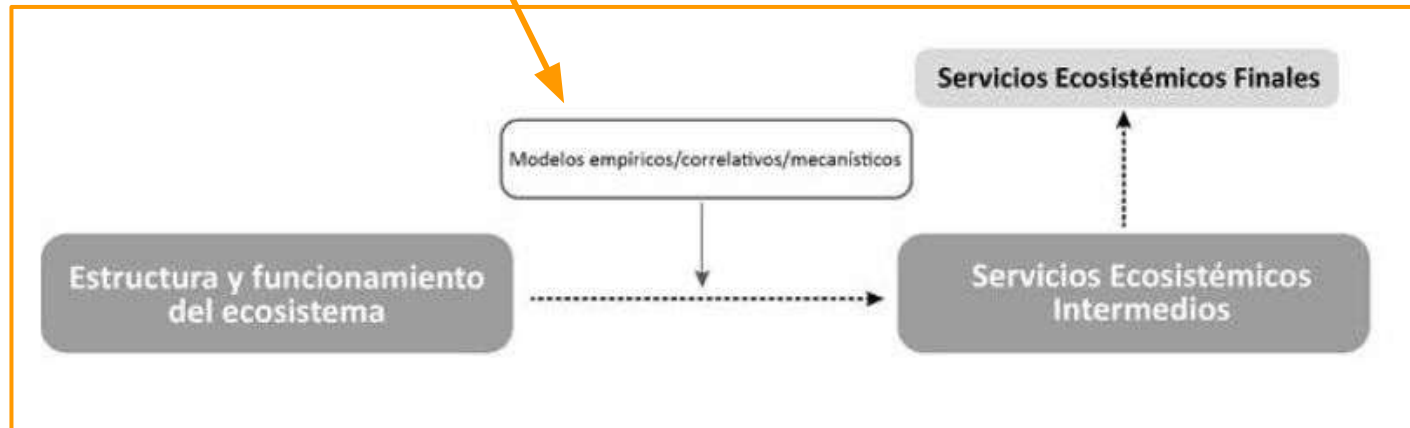 Servicios Ecosistémicos Finales
Modelos empíricos/correlativos/mecanísticos
Estructura y funcionamiento
del ecosistema
Servicios Ecosistémicos
Intermedios